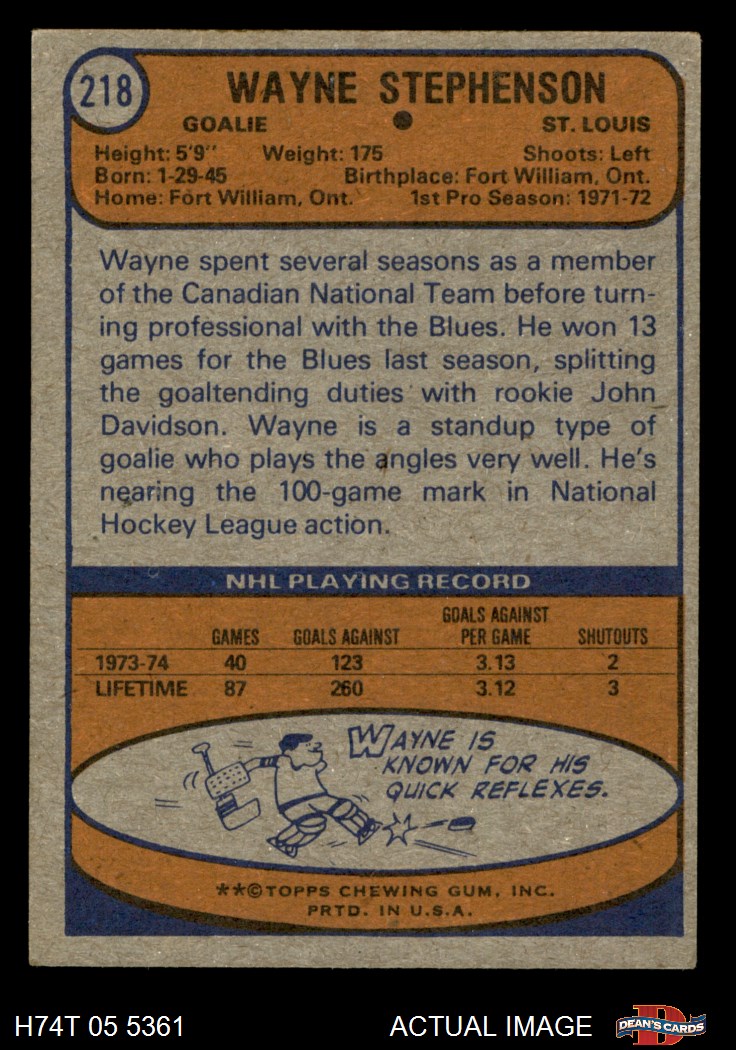 218
WAYNE STEPHENSON
GOALIE ● ST. LOUIS
Height: 5'9" Weight: 175 Shoots: Left
Born: 1-29-45 Birthplace: Fort William, Ont.
Home: Fort William, Ont. 1st Pro Season: 1971-72
Wayne spent several seasons as a member
of the Canadian National Team before turn-
ing professional with the Blues. He won 13
games for the Blues last season, splitting
the goaltending duties with rookie John
Davidson. Wayne is a standup type of
goalie who plays the angles very well. He's
nearing the 100-game mark in National
Hockey League action.
NHL PLAYING RECORD
GAMES GOALS AGAINST GOALS AGAINST PER GAME SHUTOUTS
1973-74 40 123 3.13 2
LIFETIME 87 260 3.12 3
WAYNE IS
KNOWN FOR HIS
QUICK REFLEXES.
**©TOPPS CHEWING GUM, INC.
PRTD. IN U.S.A.
H74T 05 5361 ACTUAL IMAGE D DEAN'S CARDS